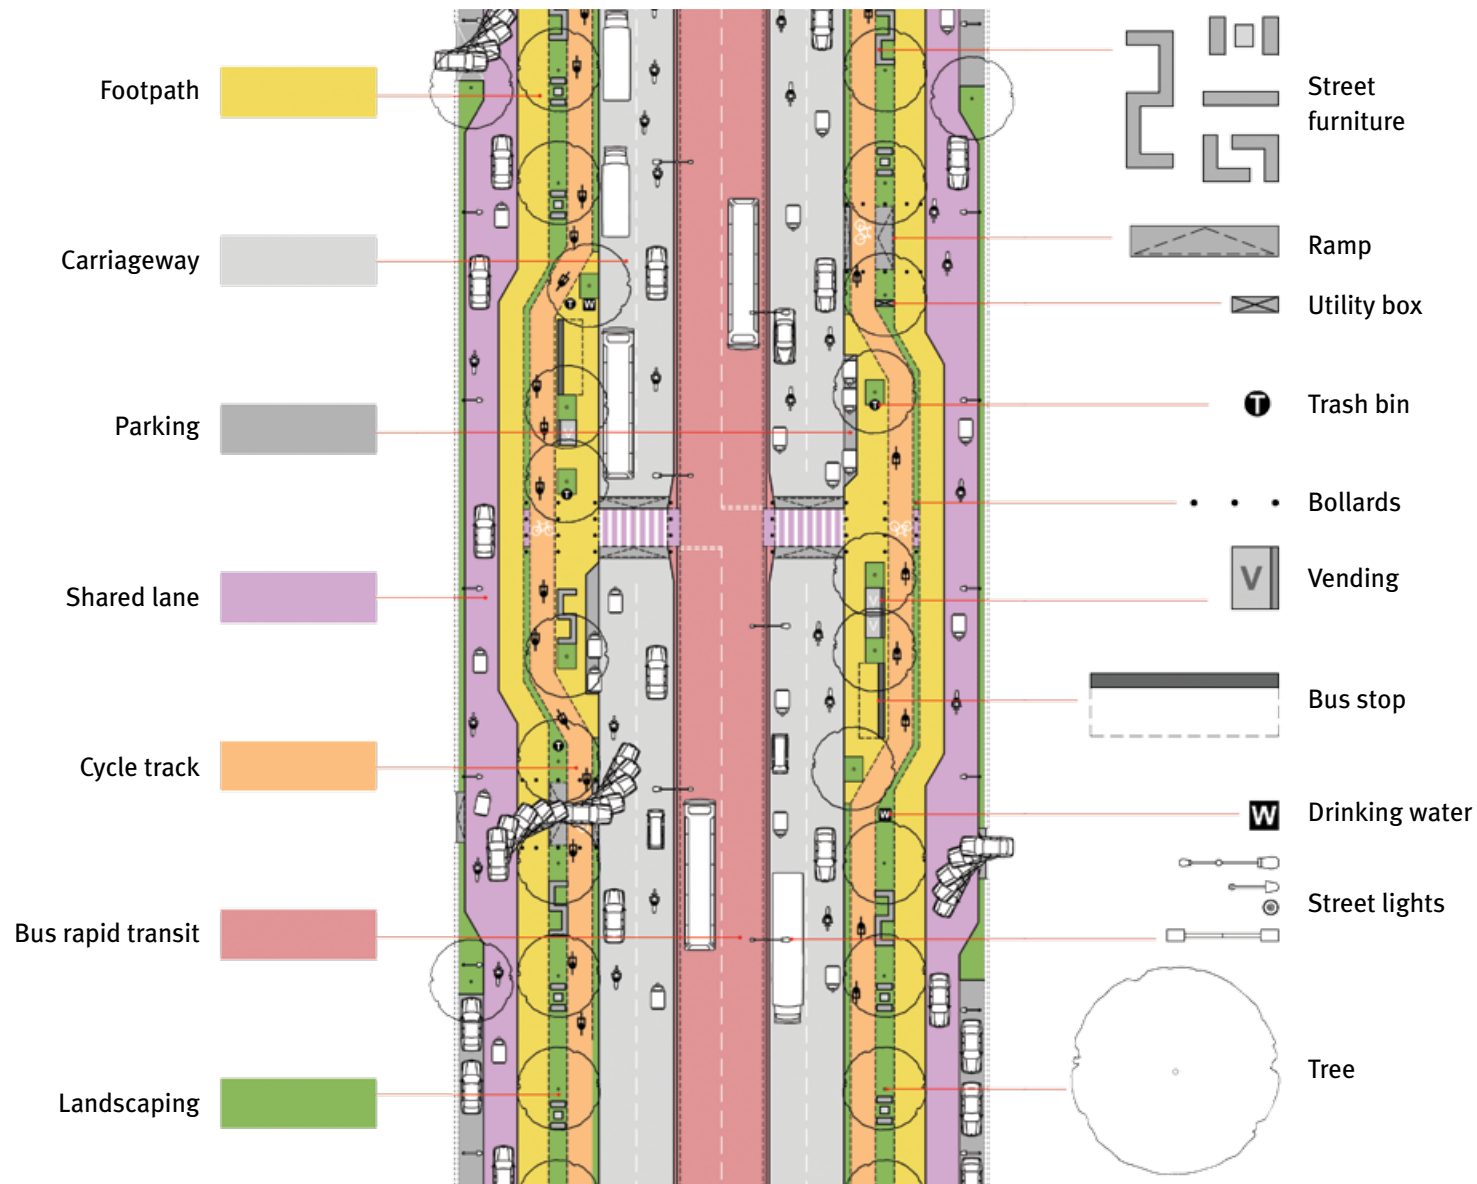 Footpath
Carriageway
Parking
Shared lane
Cycle track
Bus rapid transit
Landscaping
Street
furniture
Ramp
Utility box
T
Trash bin
Bollards
V
Vending
Bus stop
W
Drinking water
Street lights
Tree
T
W
V
T
T
T
V
V
W